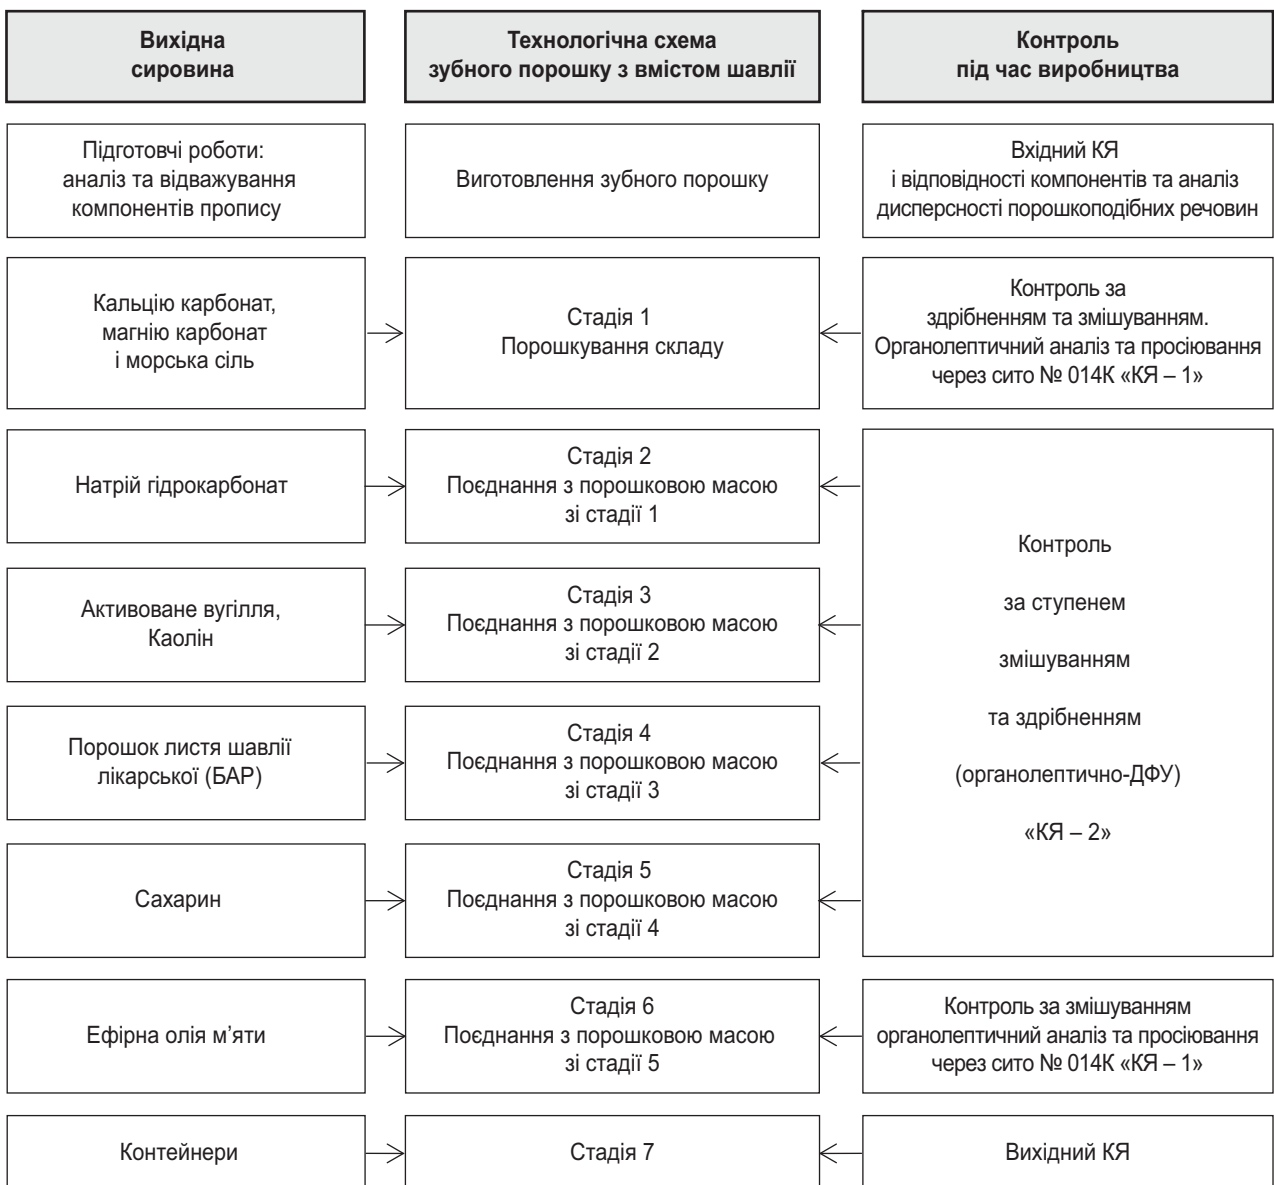 Вихідна
сировина
Технологічна схема
зубного порошку з вмістом шавлії
Контроль
під час виробництва
Підготовчі роботи:
аналіз та відважування
компонентів пропису
Виготовлення зубного порошку
Вхідний КЯ
і відповідності компонентів та аналіз
дисперсності порошкоподібних речовин
Кальцію карбонат,
магнію карбонат
і морська сіль
Стадія 1
Порошкування складу
Контроль за
здрібненням та змішуванням.
Органолептичний аналіз та просіювання
через сито № 014К «КЯ – 1»
Натрій гідрокарбонат
Стадія 2
Поєднання з порошковою масою
зі стадії 1
Контроль
за ступенем
змішуванням
та здрібненням
(органолептично-ДФУ)
«КЯ – 2»
Активоване вугілля,
Каолін
Стадія 3
Поєднання з порошковою масою
зі стадії 2
Порошок листя шавлії
лікарської (БАР)
Стадія 4
Поєднання з порошковою масою
зі стадії 3
Сахарин
Стадія 5
Поєднання з порошковою масою
зі стадії 4
Ефірна олія м’яти
Стадія 6
Поєднання з порошковою масою
зі стадії 5
Контроль за змішуванням
органолептичний аналіз та просіювання
через сито № 014К «КЯ – 1»
Контейнери
Стадія 7
Вихідний КЯ